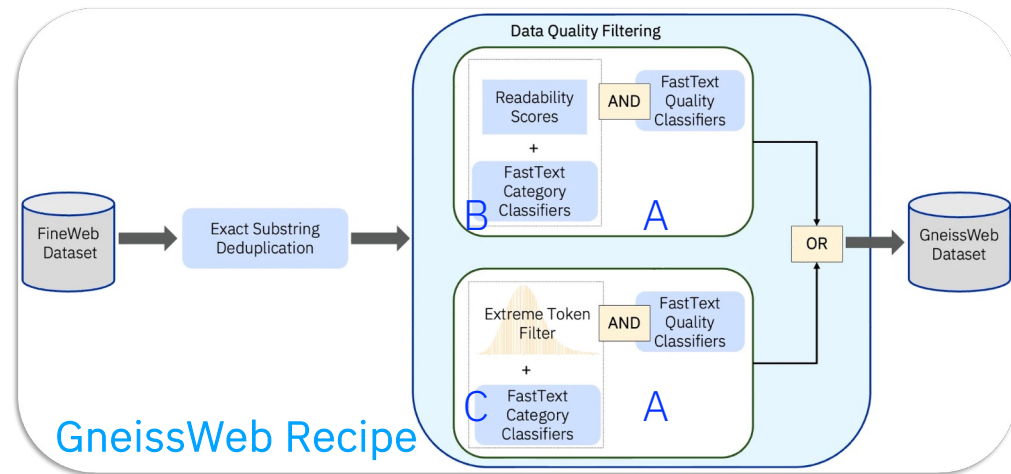 Data Quality Filtering
Readability
Scores
AND
FastText
Quality
Classifiers
+
FastText
Category
Classifiers
B
A
FineWeb
Dataset
Exact Substring
Deduplication
OR
GneissWeb
Dataset
Extreme Token
Filter
AND
FastText
Quality
Classifiers
+
FastText
Category
Classifiers
C
A
GneissWeb Recipe